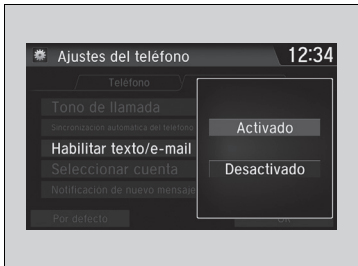 Ajustes del teléfono
12:34
Teléfono
Tono de llamada
Sincronización automática del teléfono
Habilitar texto/e-mail
Seleccionar cuenta
Notificación de nuevo mensaje
Activado
Desactivado
Por defecto
OK